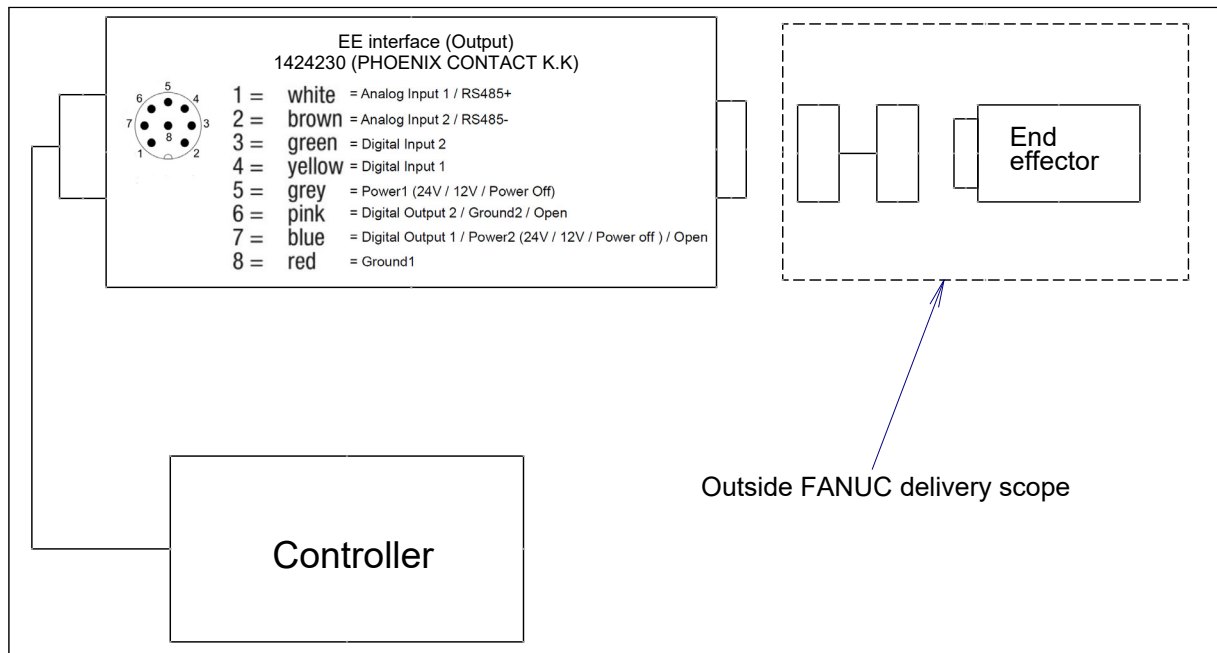 EE interface (Output)
1424230 (PHOENIX CONTACT K.K)
5
6
4
7
8
3
1
2
1 = white = Analog Input 1 / RS485+
2 = brown = Analog Input 2 / RS485-
3 = green = Digital Input 2
4 = yellow = Digital Input 1
5 = grey = Power1 (24V / 12V / Power Off)
6 = pink = Digital Output 2 / Ground2 / Open
7 = blue = Digital Output 1 / Power2 (24V / 12V / Power off ) / Open
8 = red = Ground1
End
effector
Outside FANUC delivery scope
Controller